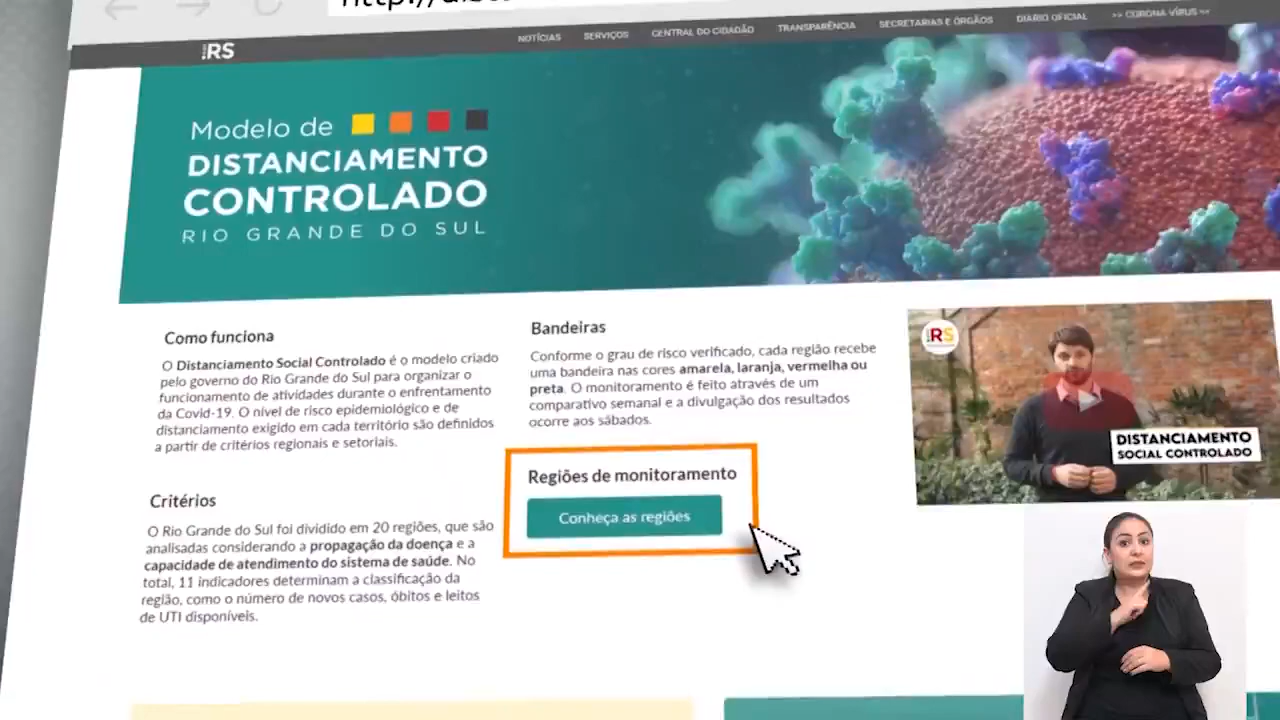 RS
NOTÍCIAS SERVIÇOS CENTRAL DO CIDADÃO TRANSPARÊNCIA SECRETARIAS E ÓRGÃOS DIÁRIO OFICIAL >> CORONA VÍRUS <<
Modelo de
DISTANCIAMENTO
CONTROLADO
RIO GRANDE DO SUL
Como funciona
O Distanciamento Social Controlado é o modelo criado
pelo governo do Rio Grande do Sul para organizar o
funcionamento de atividades durante o enfrentamento
da Covid-19. O nível de risco epidemiológico e de
distanciamento exigido em cada território são definidos
a partir de critérios regionais e setoriais.
Critérios
O Rio Grande do Sul foi dividido em 20 regiões, que são
analisadas considerando a propagação da doença e a
capacidade de atendimento do sistema de saúde. No
total, 11 indicadores determinam a classificação da
região, como o número de novos casos, óbitos e leitos
de UTI disponíveis.
Bandeiras
Conforme o grau de risco verificado, cada região recebe
uma bandeira nas cores amarela, laranja, vermelha ou
preta. O monitoramento é feito através de um
comparativo semanal e a divulgação dos resultados
ocorre aos sábados.
Regiões de monitoramento
Conheça as regiões
RS
DISTANCIAMENTO
SOCIAL CONTROLADO